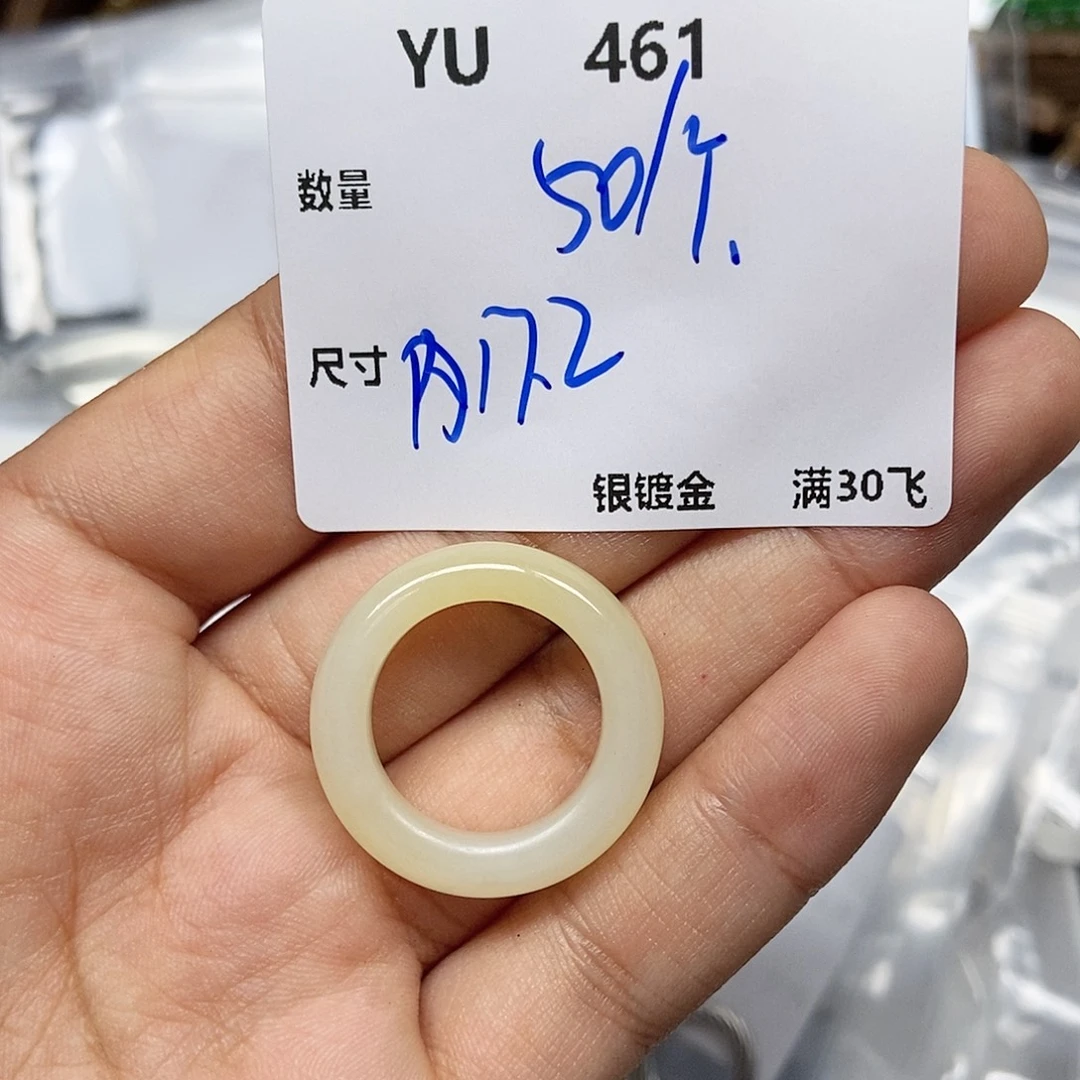 YU 461
数量 50/个.
尺寸 内17.2
银镀金 满30飞